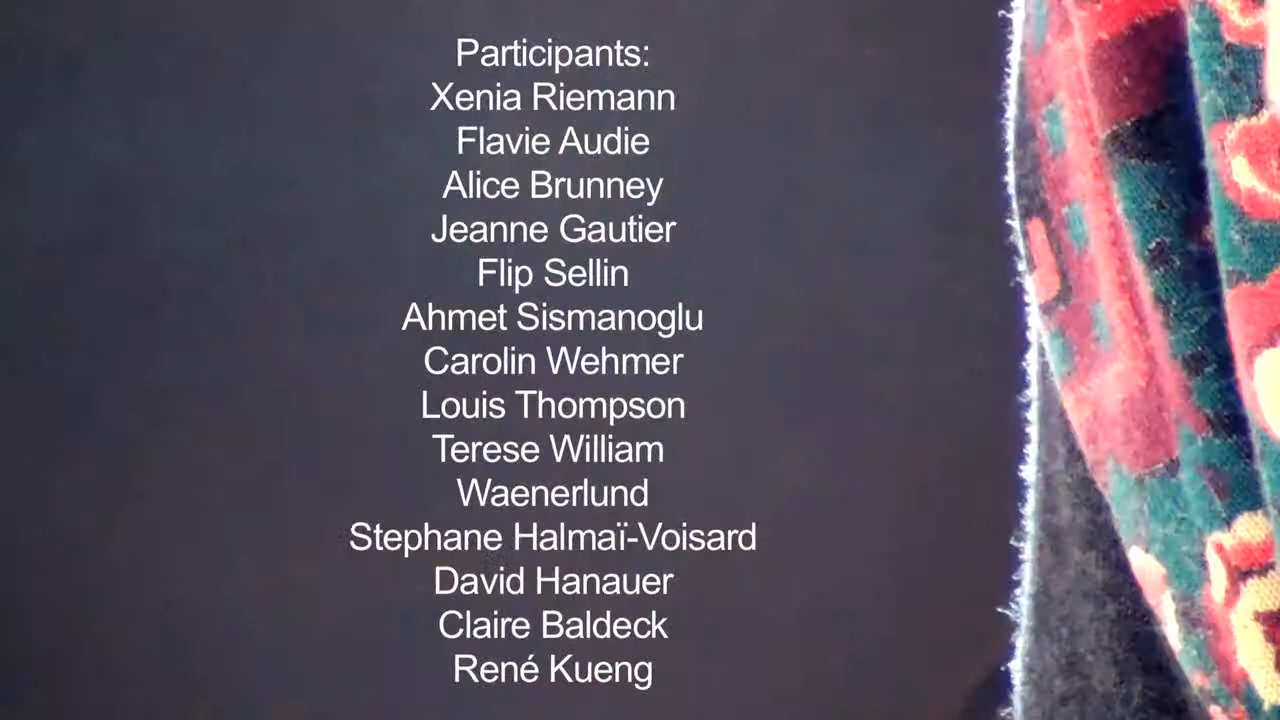 Participants:
Xenia Riemann
Flavie Audie
Alice Brunney
Jeanne Gautier
Flip Sellin
Ahmet Sismanoglu
Carolin Wehmer
Louis Thompson
Terese William
Waenerlund
Stephane Halmaï-Voisard
David Hanauer
Claire Baldeck
René Kueng